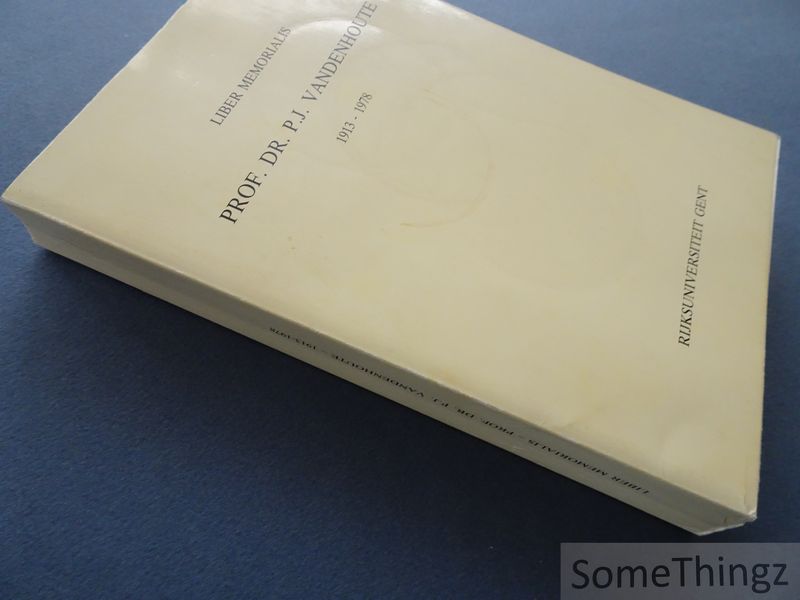 LIBER MEMORIALIS
PROF. DR. P.J. VANDENHOUTE
1913 - 1978
RIJKSUNIVERSITEIT GENT
LIBER MEMORIALIS - PROF. DR. P.J. VANDENHOUTE - 1913-1978
SomeThingz